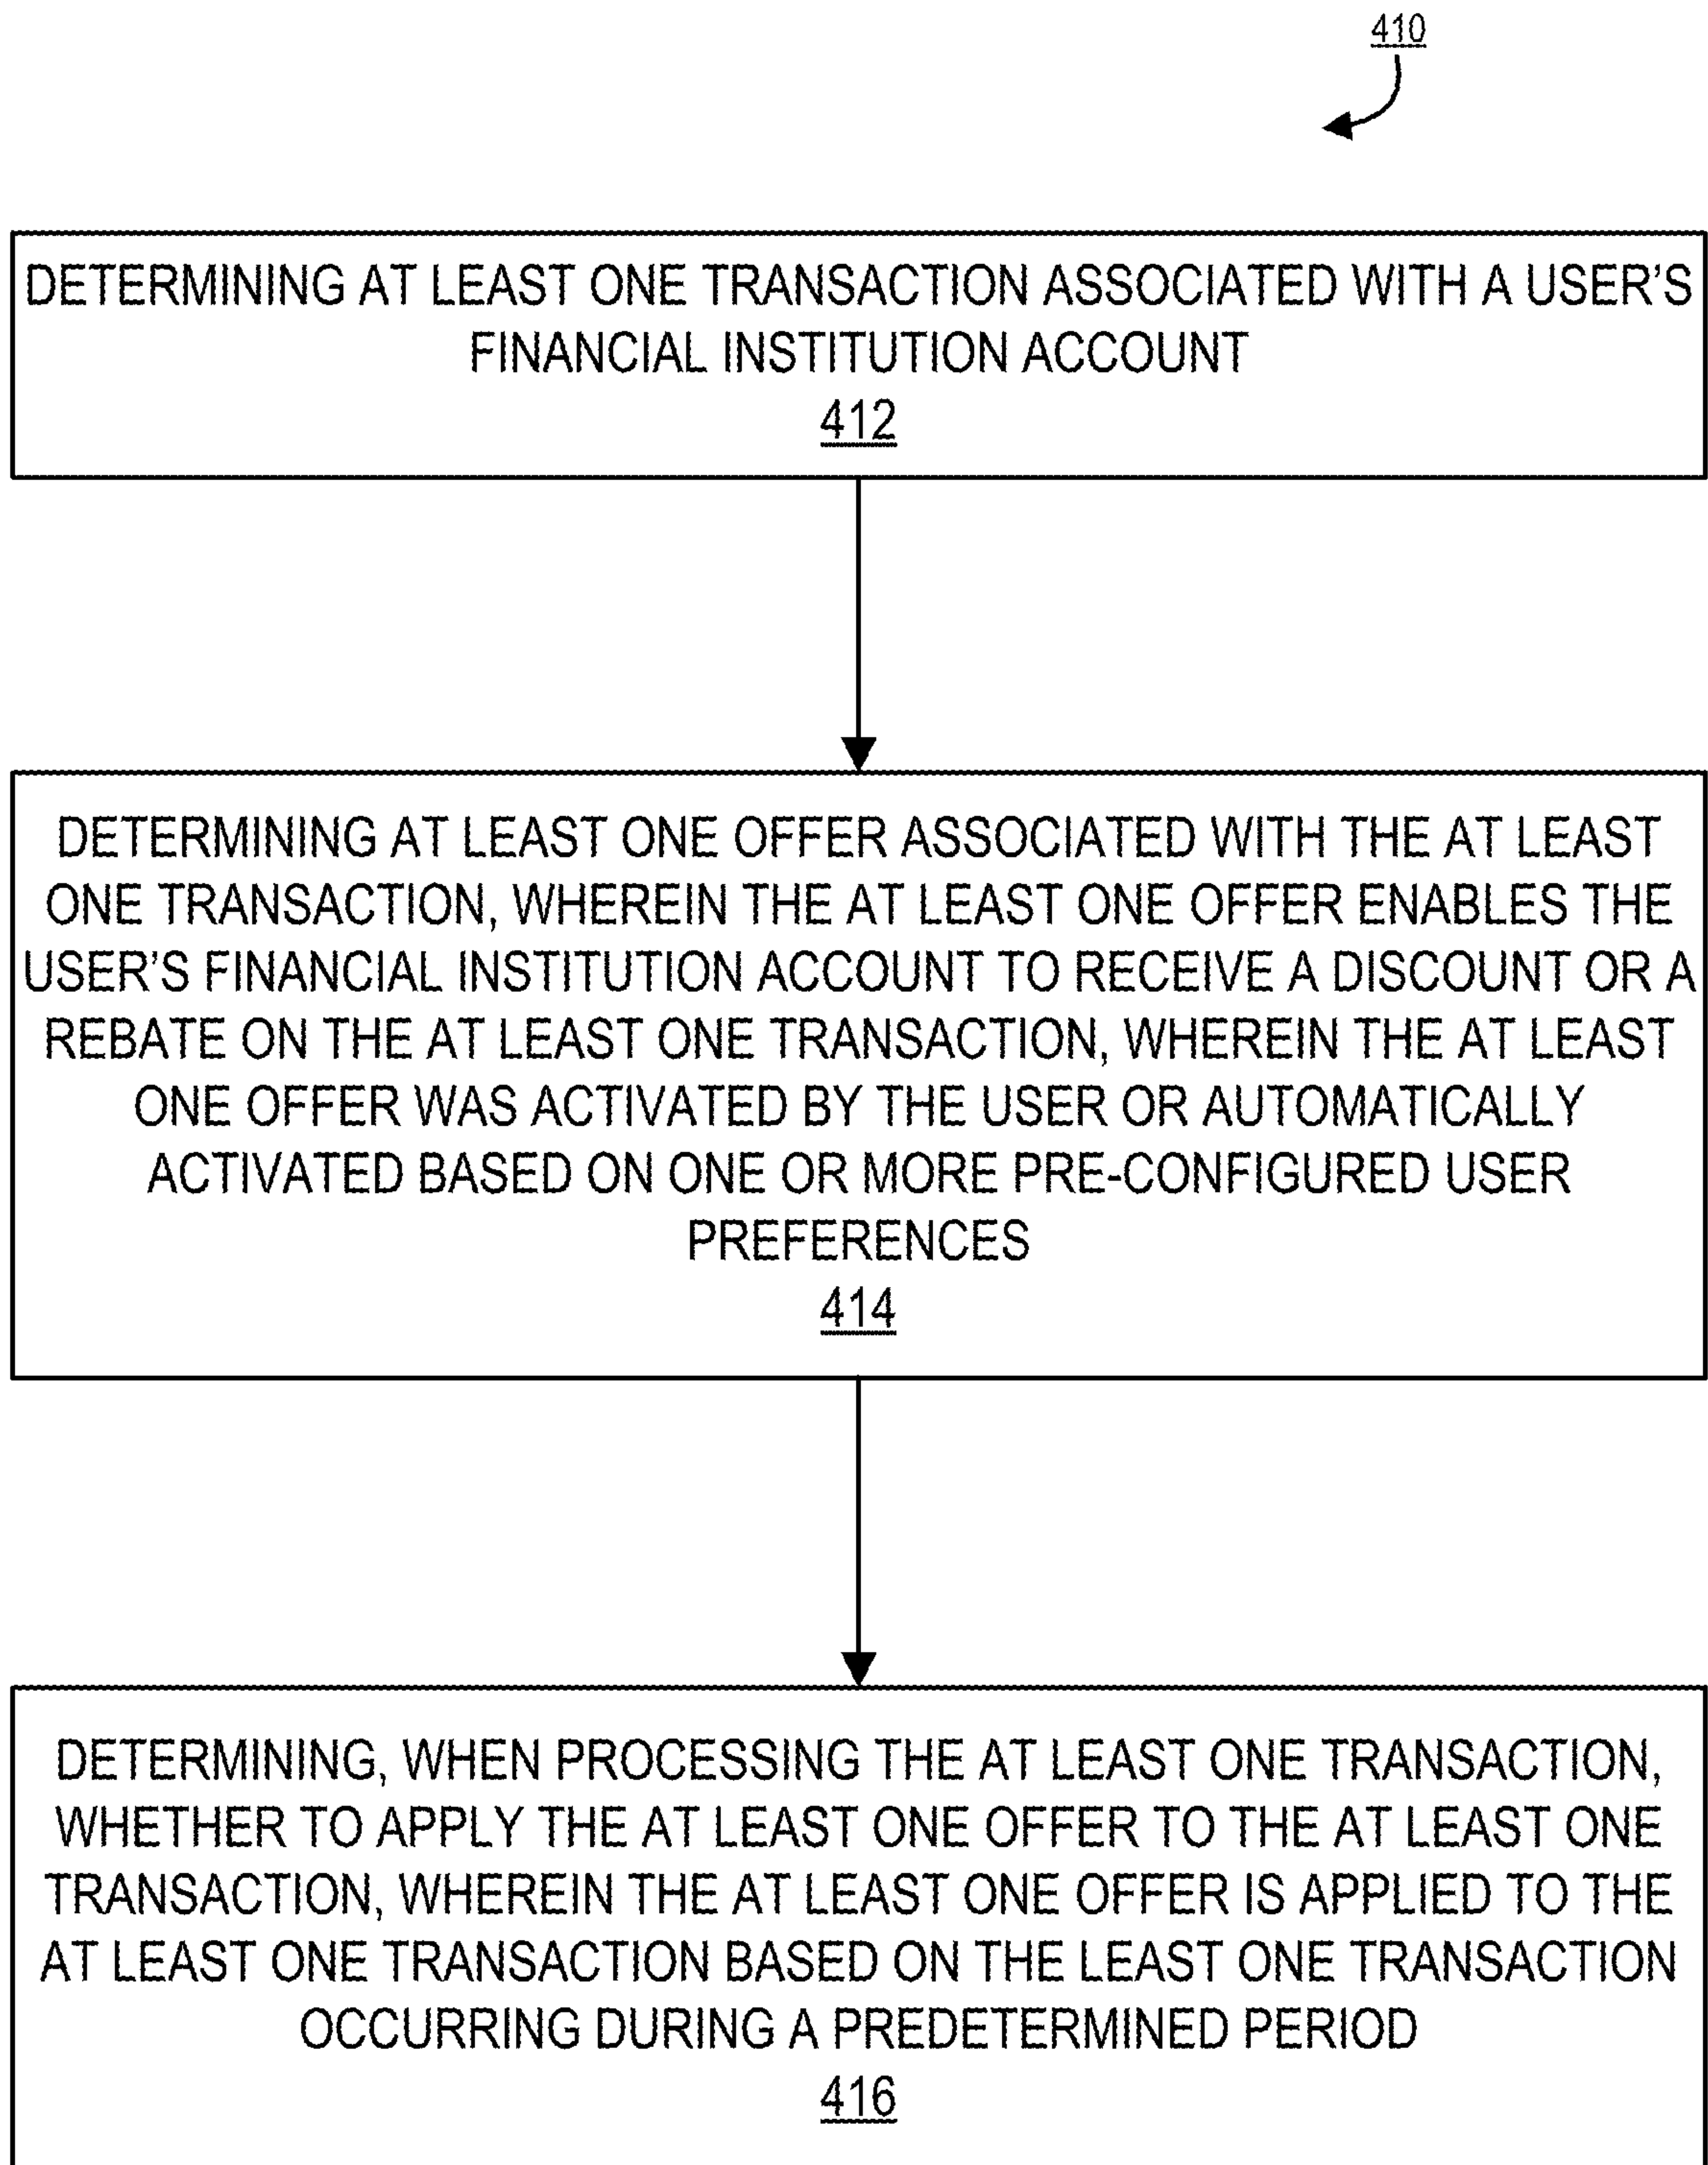 410
DETERMINING AT LEAST ONE TRANSACTION ASSOCIATED WITH A USER'S
FINANCIAL INSTITUTION ACCOUNT
412
DETERMINING AT LEAST ONE OFFER ASSOCIATED WITH THE AT LEAST
ONE TRANSACTION, WHEREIN THE AT LEAST ONE OFFER ENABLES THE
USER'S FINANCIAL INSTITUTION ACCOUNT TO RECEIVE A DISCOUNT OR A
REBATE ON THE AT LEAST ONE TRANSACTION, WHEREIN THE AT LEAST
ONE OFFER WAS ACTIVATED BY THE USER OR AUTOMATICALLY
ACTIVATED BASED ON ONE OR MORE PRE-CONFIGURED USER
PREFERENCES
414
DETERMINING, WHEN PROCESSING THE AT LEAST ONE TRANSACTION,
WHETHER TO APPLY THE AT LEAST ONE OFFER TO THE AT LEAST ONE
TRANSACTION, WHEREIN THE AT LEAST ONE OFFER IS APPLIED TO THE
AT LEAST ONE TRANSACTION BASED ON THE LEAST ONE TRANSACTION
OCCURRING DURING A PREDETERMINED PERIOD
416